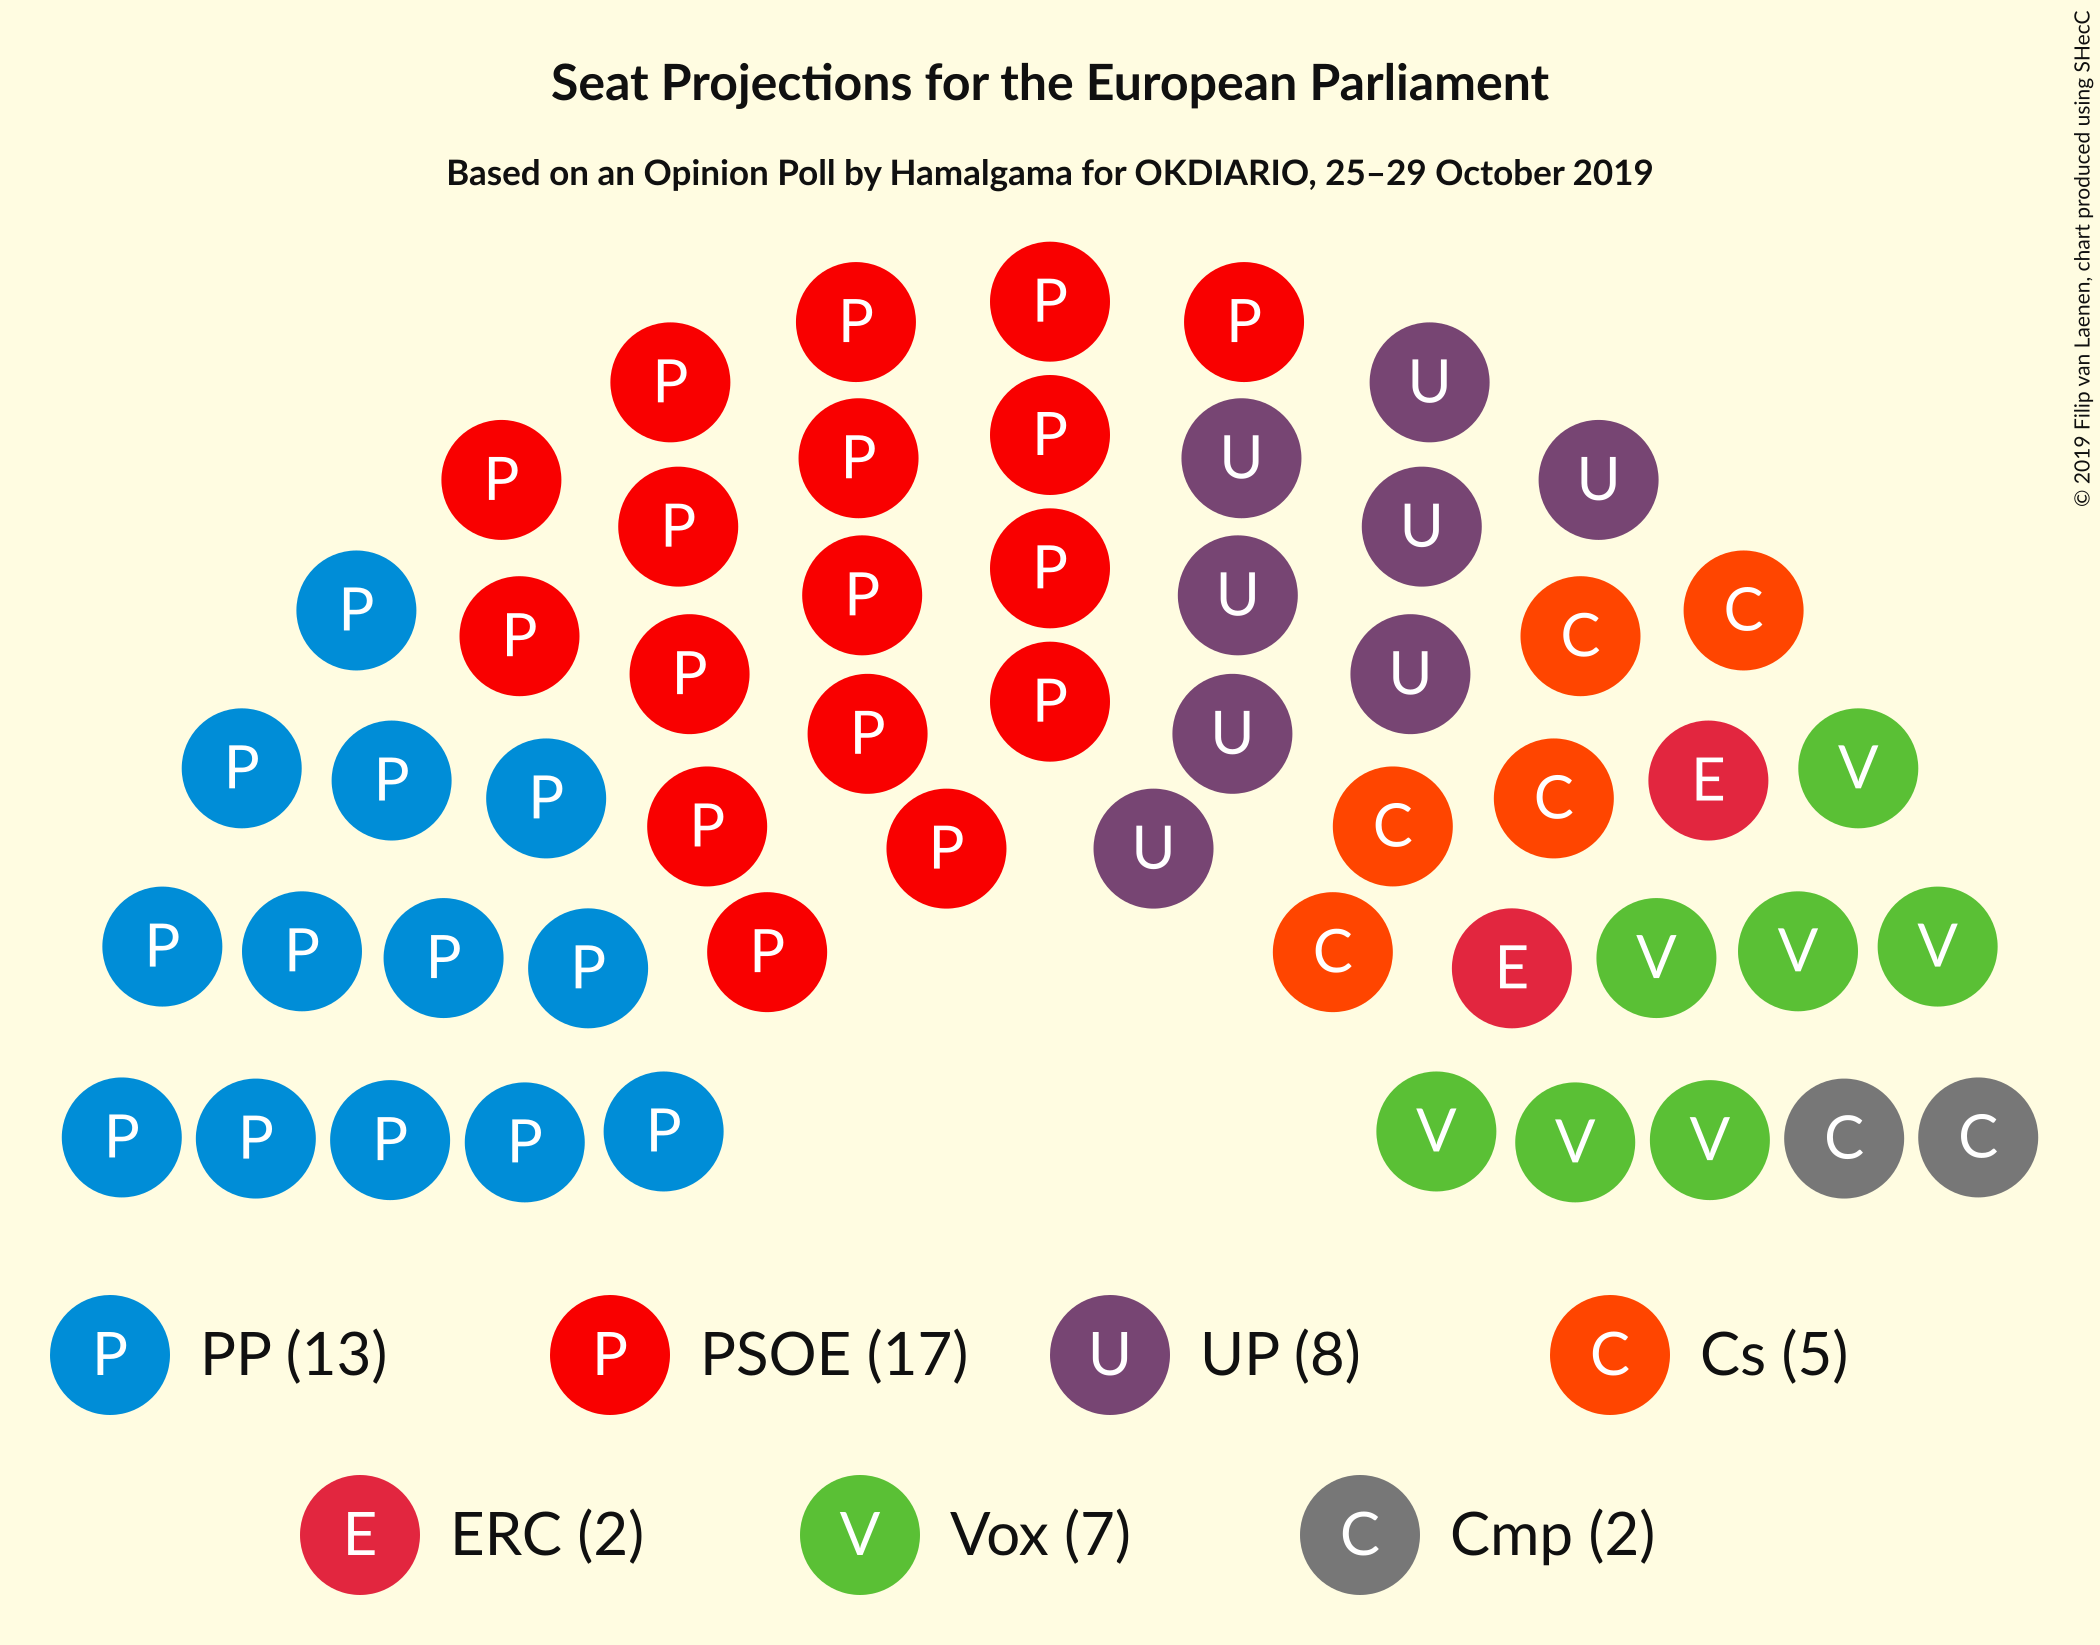 Seat Projections for the European Parliament
Based on an Opinion Poll by Hamalgama for OKDIARIO, 25–29 October 2019
© 2019 Filip van Laenen, chart produced using SHecC
P P P
P U
P P P U U
P P U
P P P U
P P P U C C
P P P U
P P U
P P P C C E V
P P U
P P P P P C E V V V
P P P P P V V V C C
P PP (13) P PSOE (17) U UP (8) C Cs (5)
E ERC (2) V Vox (7) C Cmp (2)